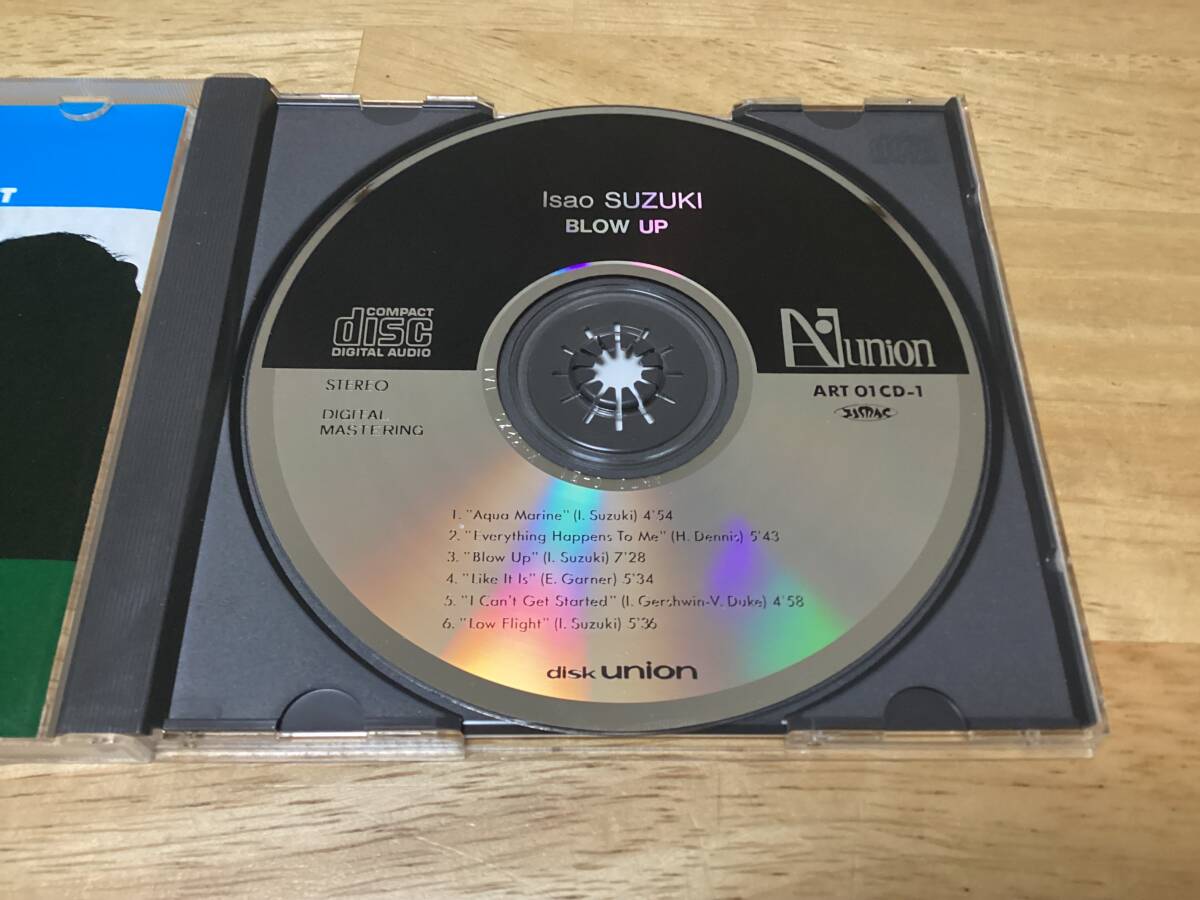 T
Isao SUZUKI
BLOW UP
COMPACT
disc
DIGITAL AUDIO
STEREO
DIGITAL
MASTERING
union
ART 01CD-1
1. "Aqua Marine" (I. Suzuki) 4'54
2. "Everything Happens To Me" (H. Dennis) 5'43
3. "Blow Up" (I. Suzuki) 7'28
4. "Like It Is" (E. Garner) 5'34
5. "I Can't Get Started" (I. Gershwin-V. Duke) 4'58
6. "Low Flight" (I. Suzuki) 5'36
disk union